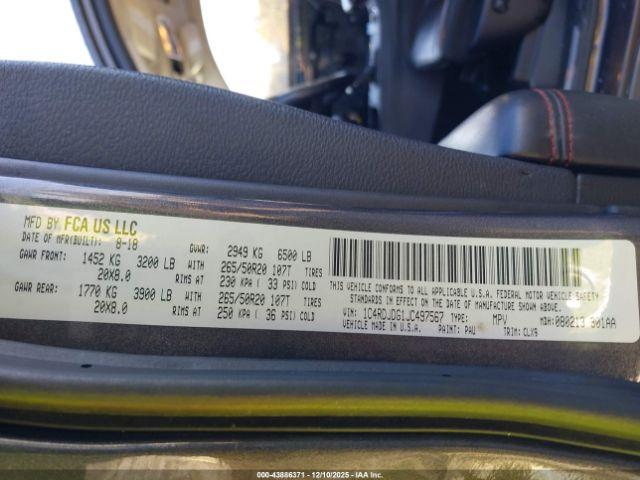 MFD BY FCA US LLC
DATE OF MFR(BUILT): 8-18 GVWR: 2949 KG 6500 LB
GAWR FRONT: 1452 KG 3200 LB WITH 265/50R20 107T TIRES
20X8.0 RIMS AT 230 KPA ( 33 PSI) COLD
GAWR REAR: 1770 KG 3900 LB WITH 265/50R20 107T TIRES
20X8.0 RIMS AT 250 KPA ( 36 PSI) COLD
THIS VEHICLE CONFORMS TO ALL APPLICABLE U.S.A. FEDERAL MOTOR VEHICLE SAFETY
STANDARDS IN EFFECT ON THE DATE OF MANUFACTURE SHOWN ABOVE.
VIN: 1C4RDJDG1JC497567 TYPE: MPV MDH: 301AA
VEHICLE MADE IN U.S.A. PAINT: PAU TRIM: CLX9
000-43886371 - 12/10/2025 - IAA Inc.